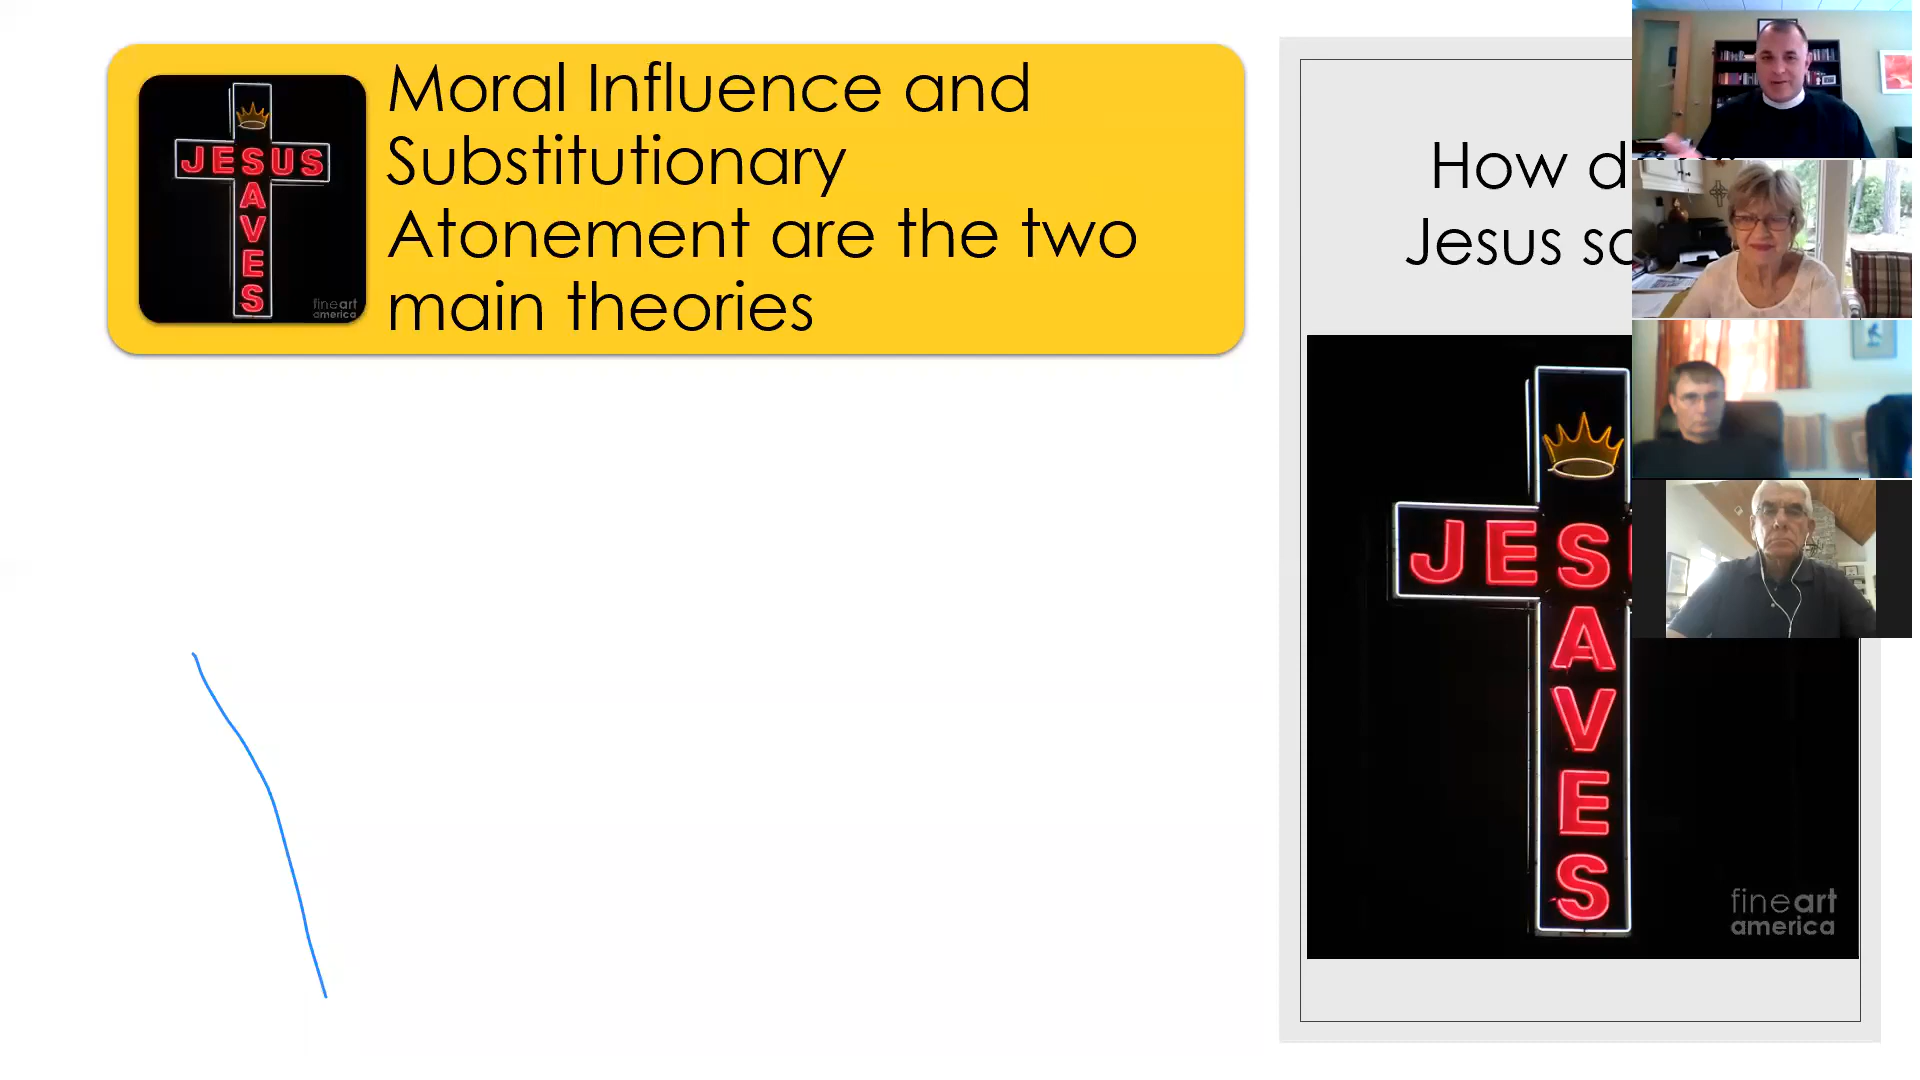 Moral Influence and
Substitutionary
Atonement are the two
main theories
JESUS
SAVES
fineart
america
How d
Jesus sa
JES
SAVES
fineart
america